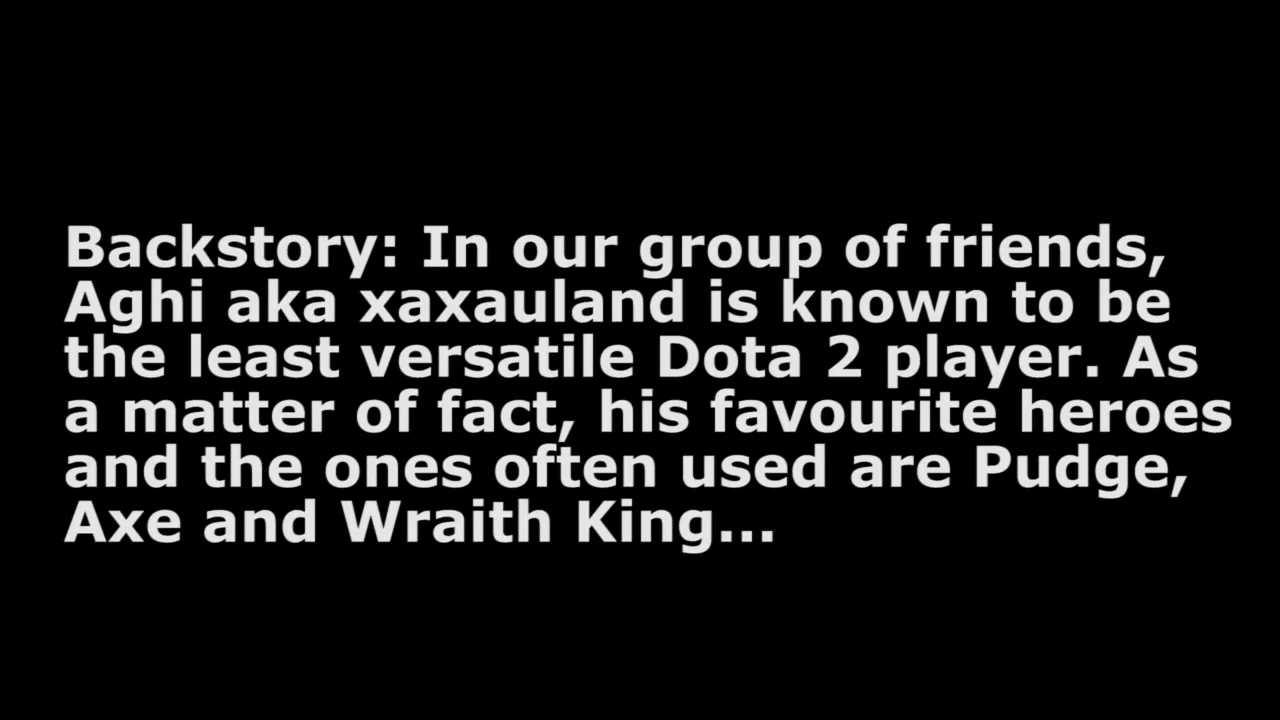 Backstory: In our group of friends,
Aghi aka xaxauland is known to be
the least versatile Dota 2 player. As
a matter of fact, his favourite heroes
and the ones often used are Pudge,
Axe and Wraith King...